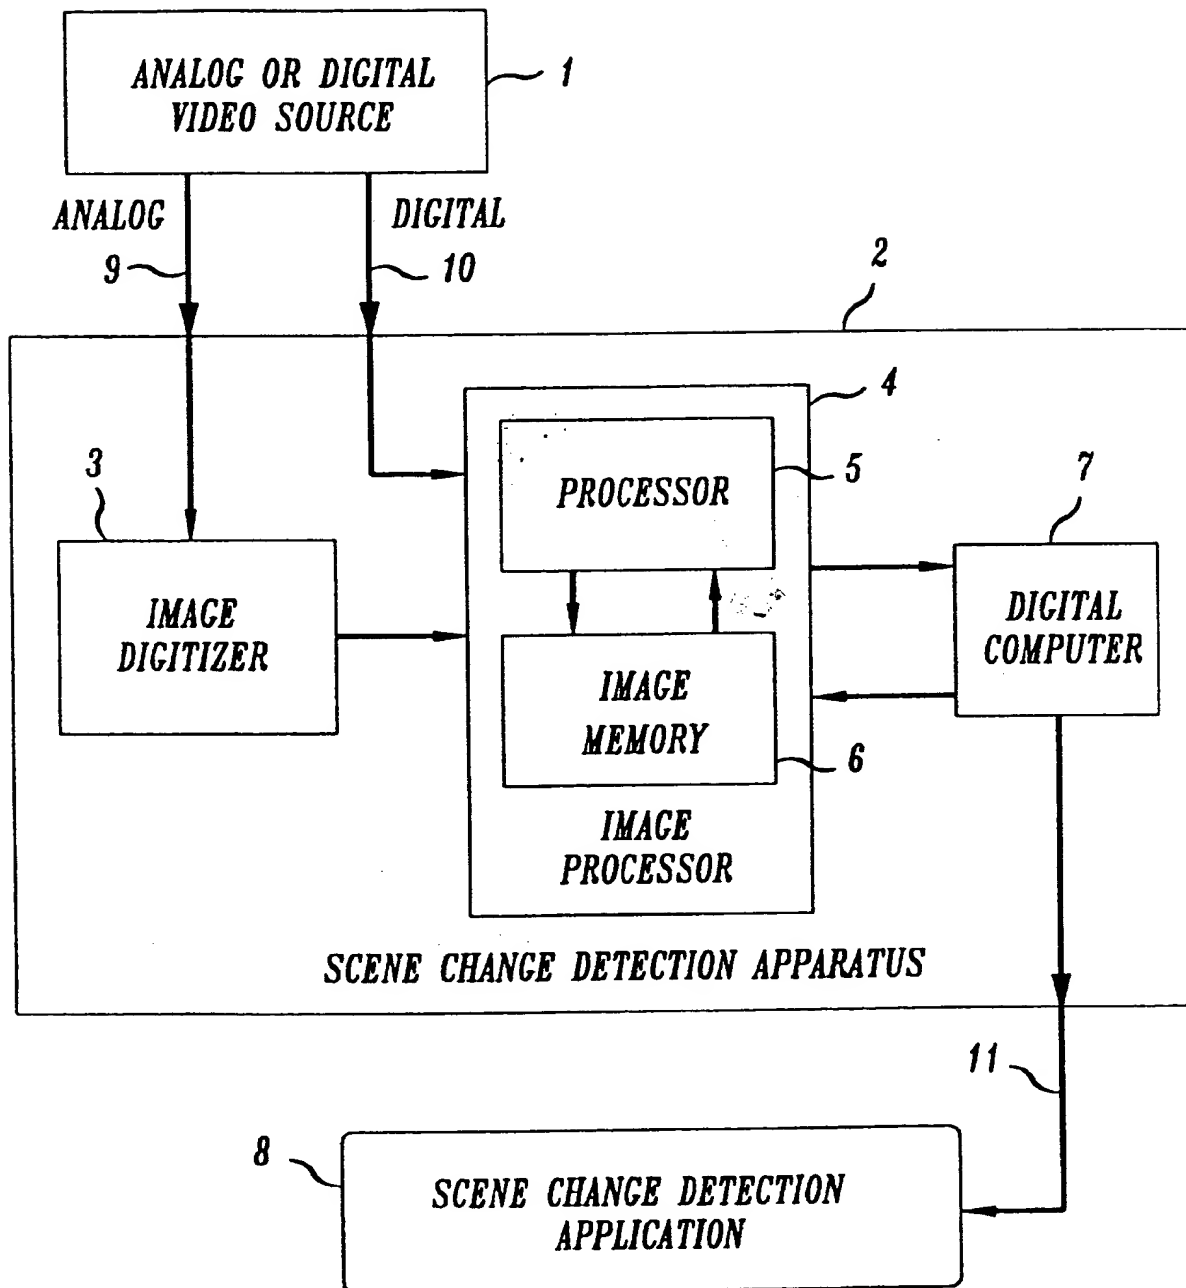 ANALOG OR DIGITAL
VIDEO SOURCE
1
ANALOG
DIGITAL
9
10
2
4
3
5
7
PROCESSOR
IMAGE
DIGITIZER
DIGITAL
COMPUTER
IMAGE
MEMORY
6
IMAGE
PROCESSOR
SCENE CHANGE DETECTION APPARATUS
11
8
SCENE CHANGE DETECTION
APPLICATION